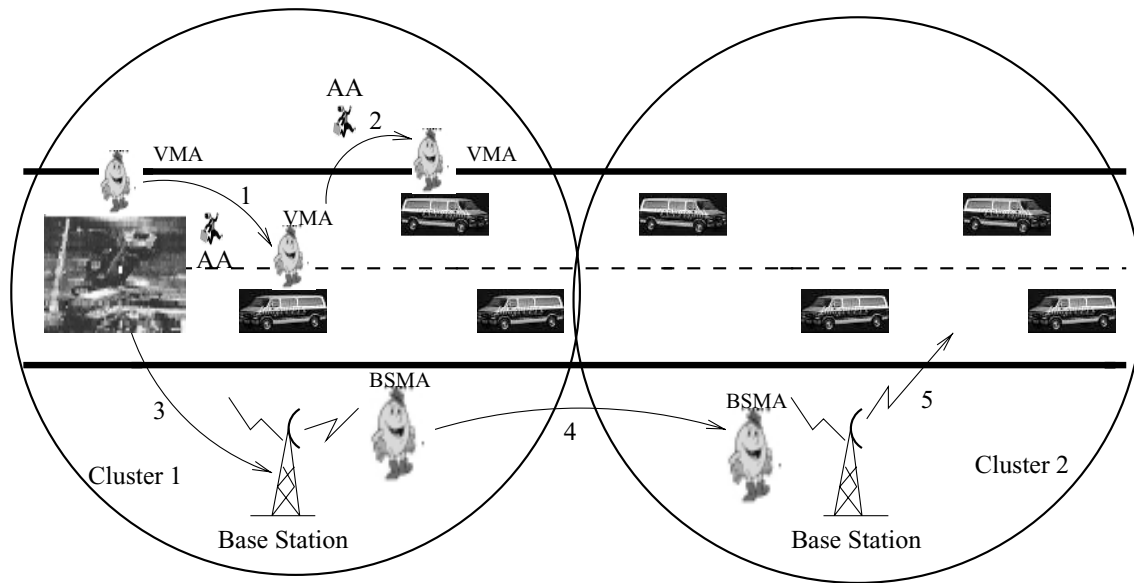 AA
2
VMA
VMA
1
VMA
AA
BSMA
BSMA
3
4
5
Cluster 1
Cluster 2
Base Station
Base Station